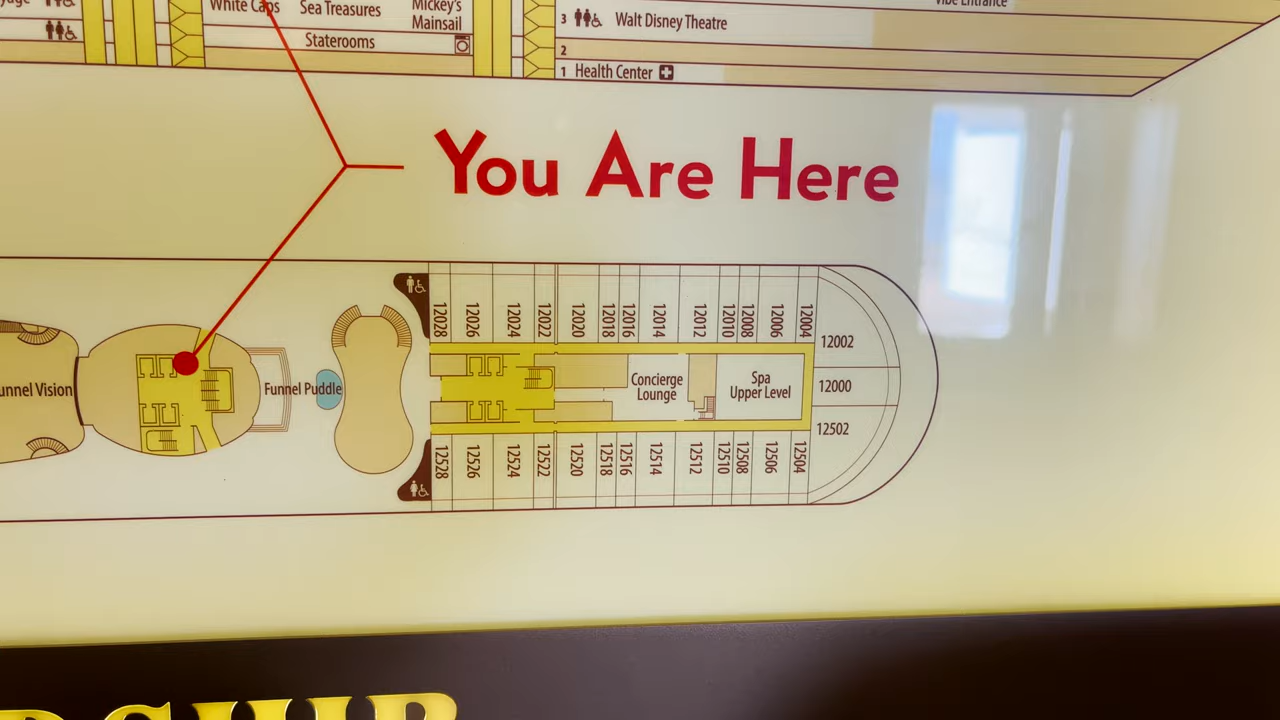 White Caps
Sea Treasures
Mickey's
Mainsail
Staterooms
3 Walt Disney Theatre
2
1 Health Center
Vibe Entrance
You Are Here
Funnel Puddle
12028
12026
12024
12022
12020
12018
12016
12014
12012
12010
12008
12006
12004
12002
12000
12502
Concierge
Lounge
Spa
Upper Level
12528
12526
12524
12522
12520
12518
12516
12514
12512
12510
12508
12506
12504
Vision